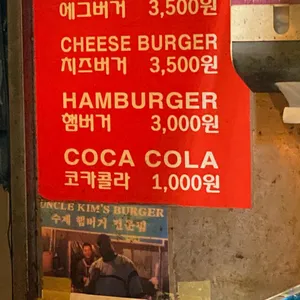 에그버거 3,500원
CHEESE BURGER
치즈버거 3,500원
HAMBURGER
햄버거 3,000원
COCA COLA
코카콜라 1,000원
UNCLE KIM'S BURGER
수제 햄버거 전문점